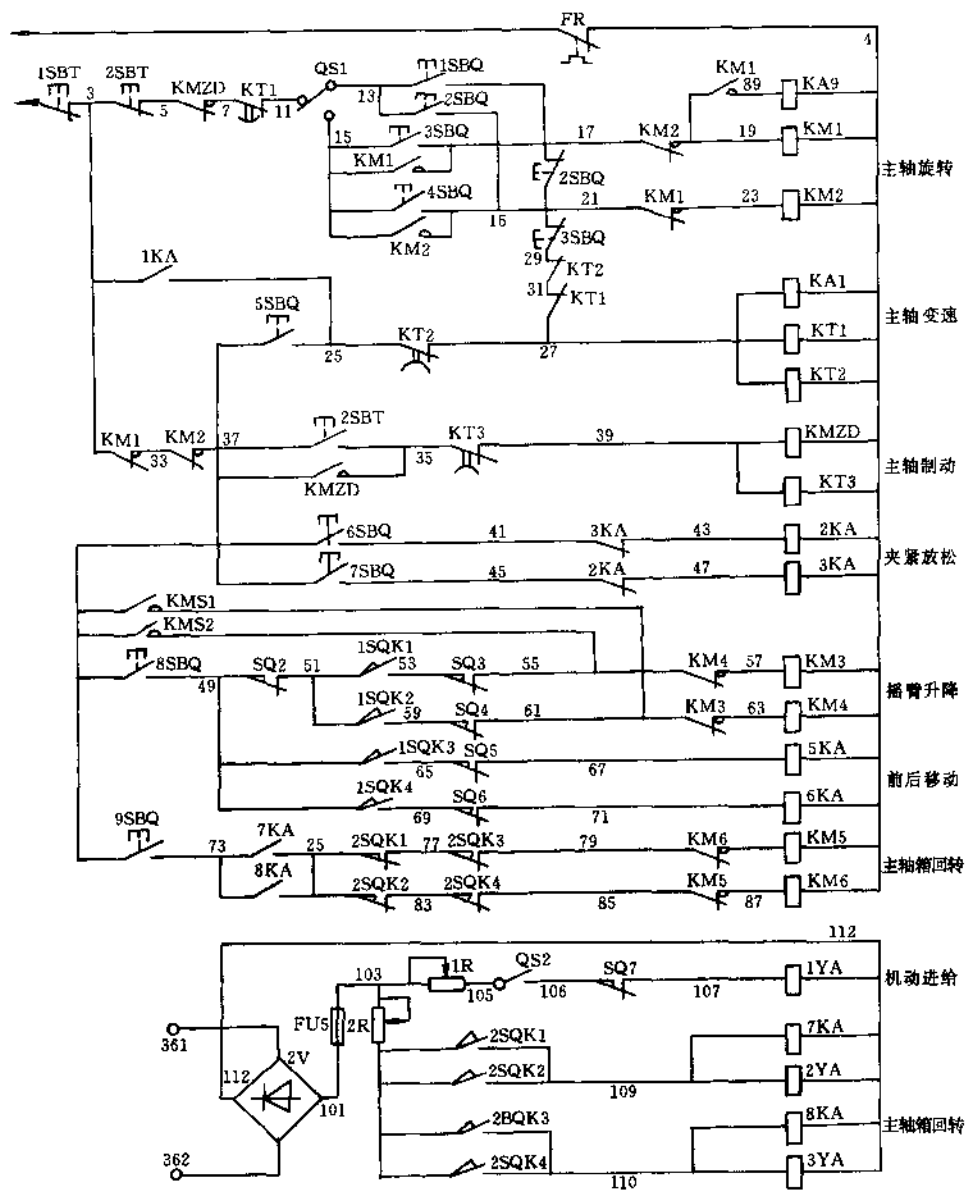 FR
4
1SBT 3 2SBT 5 KMZD 7 KT1 11 QS1 13 1SBQ KM1 89 KA9
2SBQ
15 3SBQ 17 KM2 19 KM1
KM1 2SBQ 主轴旋转
4SBQ 16 21 KM1 23 KM2
KM2 3SBQ
29
1KA KT2 KA1
31 KT1
5SBQ 25 KT2 27 KT1 主轴变速
KT2
KM1 33 KM2 37 2SBT 35 KT3 39 KMZD
KMZD 主轴制动
KT3
6SBQ 41 3KA 43 2KA
夹紧放松
7SBQ 45 2KA 47 3KA
KMS1
KMS2
8SBQ 49 SQ2 51 1SQK1 53 SQ3 55 KM4 57 KM3
摇臂升降
1SQK2 59 SQ4 61 KM3 63 KM4
1SQK3 65 SQ5 67 5KA
前后移动
1SQK4 69 SQ6 71 6KA
9SBQ 73 7KA 25 2SQK1 77 2SQK3 79 KM6 KM5
主轴箱回转
8KA 2SQK2 83 2SQK4 85 KM5 87 KM6
112
103 1R 105 QS2 106 SQ7 107 1YA 机动进给
FU5 2R
361 2SQK1 7KA
2V
112 101 2SQK2 109 2YA
2BQK3 8KA
主轴箱回转
362 2SQK4 110 3YA